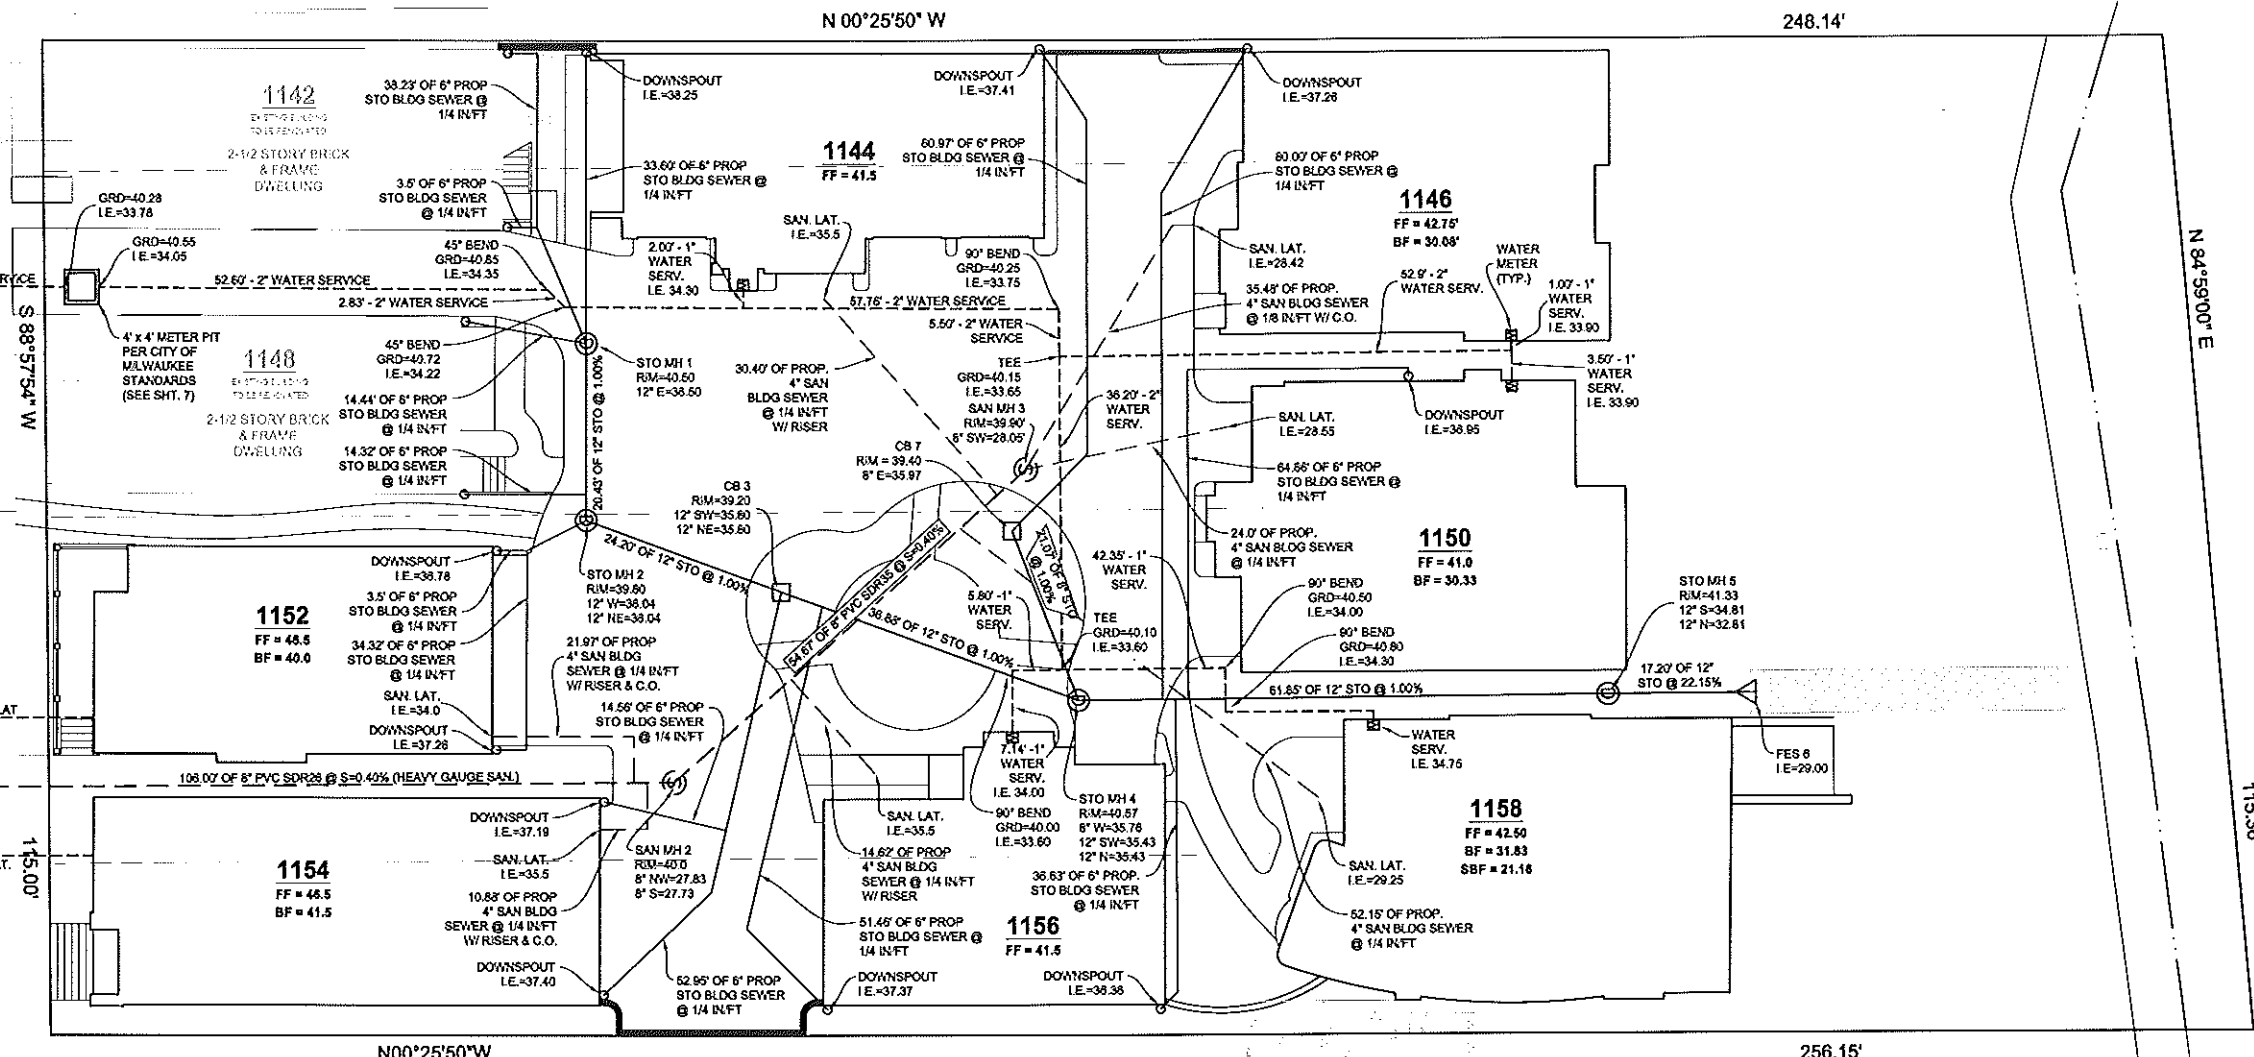 N 00°25'50" W
248.14'
1142
EXISTING BUILDING
TO BE RENOVATED
2-1/2 STORY BRICK
& FRAME
DWELLING
38.23' OF 6" PROP
STO BLDG SEWER @
1/4 IN/FT
DOWNSPOUT
I.E.=38.25
DOWNSPOUT
I.E.=37.41
DOWNSPOUT
I.E.=37.26
1144
FF = 41.5
60.97' OF 6" PROP
STO BLDG SEWER @
1/4 IN/FT
80.00' OF 6" PROP
STO BLDG SEWER @
1/4 IN/FT
33.60' OF 6" PROP
STO BLDG SEWER @
1/4 IN/FT
3.5' OF 6" PROP
STO BLDG SEWER
@ 1/4 IN/FT
1146
FF = 42.75'
BF = 30.08'
GRD=40.28
I.E.=33.78
GRD=40.55
I.E.=34.05
SAN. LAT.
I.E.=35.5
45° BEND
GRD=40.85
I.E.=34.35
2.00' - 1"
WATER
SERV.
I.E. 34.30
90° BEND
GRD=40.25
I.E.=33.75
SAN. LAT.
I.E.=28.42
WATER
METER
(TYP.)
52.9' - 2"
WATER SERV.
1.00' - 1"
WATER
SERV.
I.E. 33.90
RVICE
52.60' - 2" WATER SERVICE
2.83' - 2" WATER SERVICE
57.76' - 2" WATER SERVICE
35.48' OF PROP.
4" SAN BLDG SEWER
@ 1/8 IN/FT W/ C.O.
5.50' - 2" WATER
SERVICE
N 84°59'00" E
S 88°57'54" W
4' x 4' METER PIT
PER CITY OF
MILWAUKEE
STANDARDS
(SEE SHT. 7)
1148
EXISTING BUILDING
TO BE RENOVATED
2-1/2 STORY BRICK
& FRAME
DWELLING
45° BEND
GRD=40.72
I.E.=34.22
STO MH 1
RIM=40.50
12" E=36.50
30.40' OF PROP.
4" SAN
BLDG SEWER
@ 1/4 IN/FT
W/ RISER
TEE
GRD=40.15
I.E.=33.65
3.50' - 1"
WATER
SERV.
I.E. 33.90
14.44' OF 6" PROP
STO BLDG SEWER
@ 1/4 IN/FT
SAN MH 3
RIM=39.90'
8" SW=28.05'
36.20' - 2"
WATER
SERV.
SAN. LAT.
I.E.=28.55
DOWNSPOUT
I.E.=36.95
14.32' OF 6" PROP
STO BLDG SEWER
@ 1/4 IN/FT
20.43' OF 12" STO @ 1.00%
CB 7
RIM = 39.40
8" E=35.97
64.66' OF 6" PROP
STO BLDG SEWER @
1/4 IN/FT
CB 3
RIM=39.20
12" SW=35.80
12" NE=35.80
24.0' OF PROP.
4" SAN BLDG SEWER
@ 1/4 IN/FT
1150
FF = 41.0
BF = 30.33
24.20' OF 12" STO @ 1.00%
54.67' OF 8" PVC SDR35 @ S=0.40%
21.07' OF 8" STO
@ 1.00%
42.35' - 1"
WATER
SERV.
DOWNSPOUT
I.E.=36.78
STO MH 2
RIM=39.80
12" W=36.04
12" NE=36.04
90° BEND
GRD=40.50
I.E.=34.00
STO MH 5
RIM=41.33
12" S=34.81
12" N=32.81
1152
FF = 46.5
BF = 40.0
3.5' OF 6" PROP
STO BLDG SEWER
@ 1/4 IN/FT
5.80' -1"
WATER
SERV.
36.88' OF 12" STO @ 1.00%
TEE
GRD=40.10
I.E.=33.60
90° BEND
GRD=40.80
I.E.=34.30
34.32' OF 6" PROP
STO BLDG SEWER
@ 1/4 IN/FT
21.97' OF PROP
4" SAN BLDG
SEWER @ 1/4 IN/FT
W/ RISER & C.O.
61.85' OF 12" STO @ 1.00%
17.20' OF 12"
STO @ 22.15%
LAT
SAN. LAT.
I.E.=34.0
14.56' OF 6" PROP
STO BLDG SEWER
@ 1/4 IN/FT
DOWNSPOUT
I.E.=37.26
7.14' -1"
WATER
SERV.
I.E. 34.00
WATER
SERV.
I.E. 34.75
FES 6
I.E=29.00
106.00' OF 8" PVC SDR26 @ S=0.40% (HEAVY GAUGE SAN.)
DOWNSPOUT
I.E.=37.19
SAN. LAT.
I.E.=35.5
90° BEND
GRD=40.00
I.E.=33.60
STO MH 4
RIM=40.57
8" W=35.76
12" SW=35.43
12" N=35.43
1158
FF = 42.50
BF = 31.83
SBF = 21.16
115.00'
1154
FF = 46.5
BF = 41.5
SAN. LAT.
I.E.=35.5
SAN MH 2
RIM=40.0
8" NW=27.83
8" S=27.73
14.62' OF PROP
4" SAN BLDG
SEWER @ 1/4 IN/FT
W/ RISER
36.63' OF 6" PROP.
STO BLDG SEWER
@ 1/4 IN/FT
SAN. LAT.
I.E.=29.25
10.88' OF PROP
4" SAN BLDG
SEWER @ 1/4 IN/FT
W/ RISER & C.O.
51.46' OF 6" PROP
STO BLDG SEWER @
1/4 IN/FT
1156
FF = 41.5
52.15' OF PROP.
4" SAN BLDG SEWER
@ 1/4 IN/FT
DOWNSPOUT
I.E.=37.40
52.95' OF 6" PROP
STO BLDG SEWER
@ 1/4 IN/FT
DOWNSPOUT
I.E.=37.37
DOWNSPOUT
I.E.=36.36
N00°25'50"W
256.15'